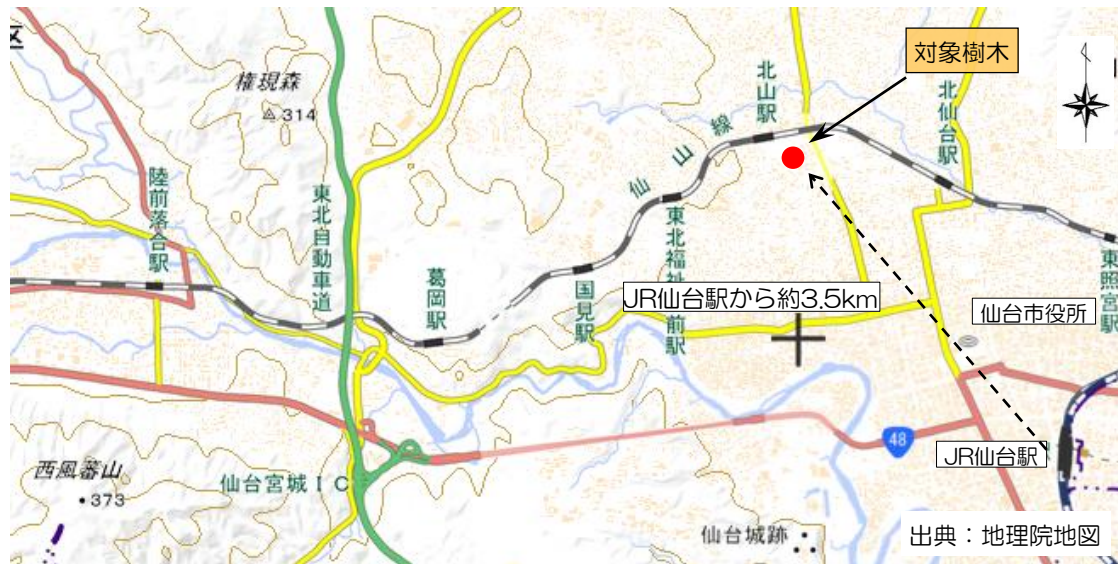 区
対象樹木
権現森
314
北山駅
北仙台駅
仙山線
陸前落合駅
東北自動車道
葛岡駅
国見駅
東北福祉
前駅
JR仙台駅から約3.5km
東照宮駅
仙台市役所
48
JR仙台駅
西風蕃山
373
仙台宮城IC
仙台城跡
出典：地理院地図